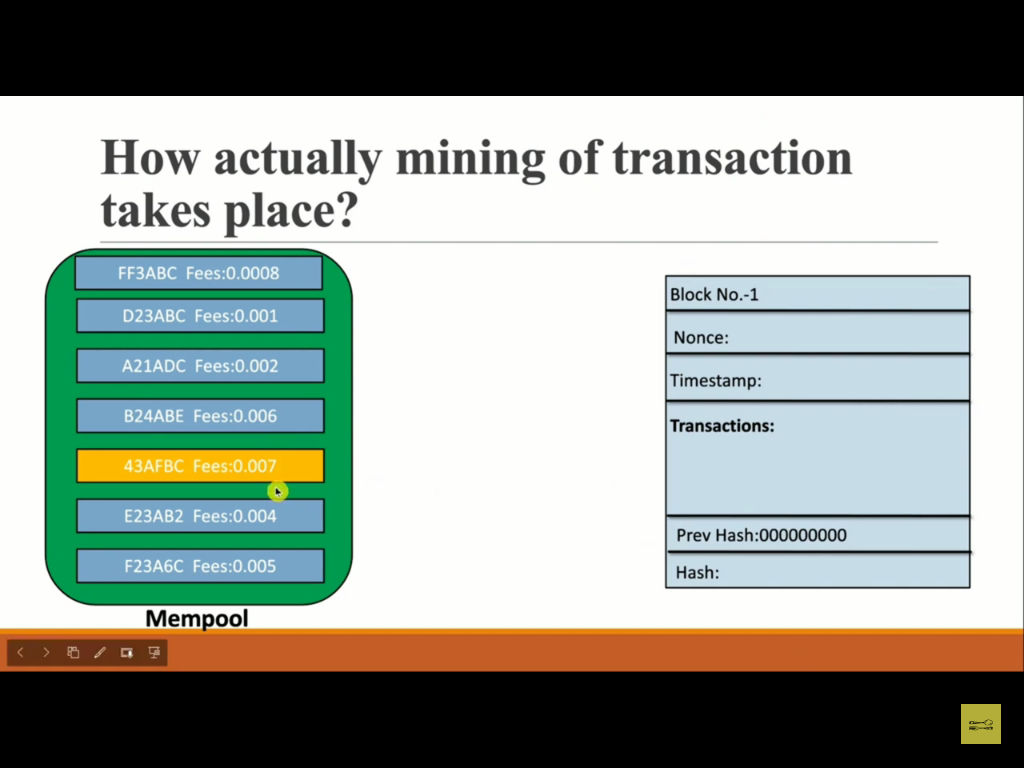 How actually mining of transaction
takes place?
FF3ABC Fees:0.0008
D23ABC Fees:0.001
A21ADC Fees:0.002
B24ABE Fees:0.006
43AFBC Fees:0.007
E23AB2 Fees:0.004
F23A6C Fees:0.005
Mempool
Block No.-1
Nonce:
Timestamp:
Transactions:
Prev Hash:000000000
Hash: